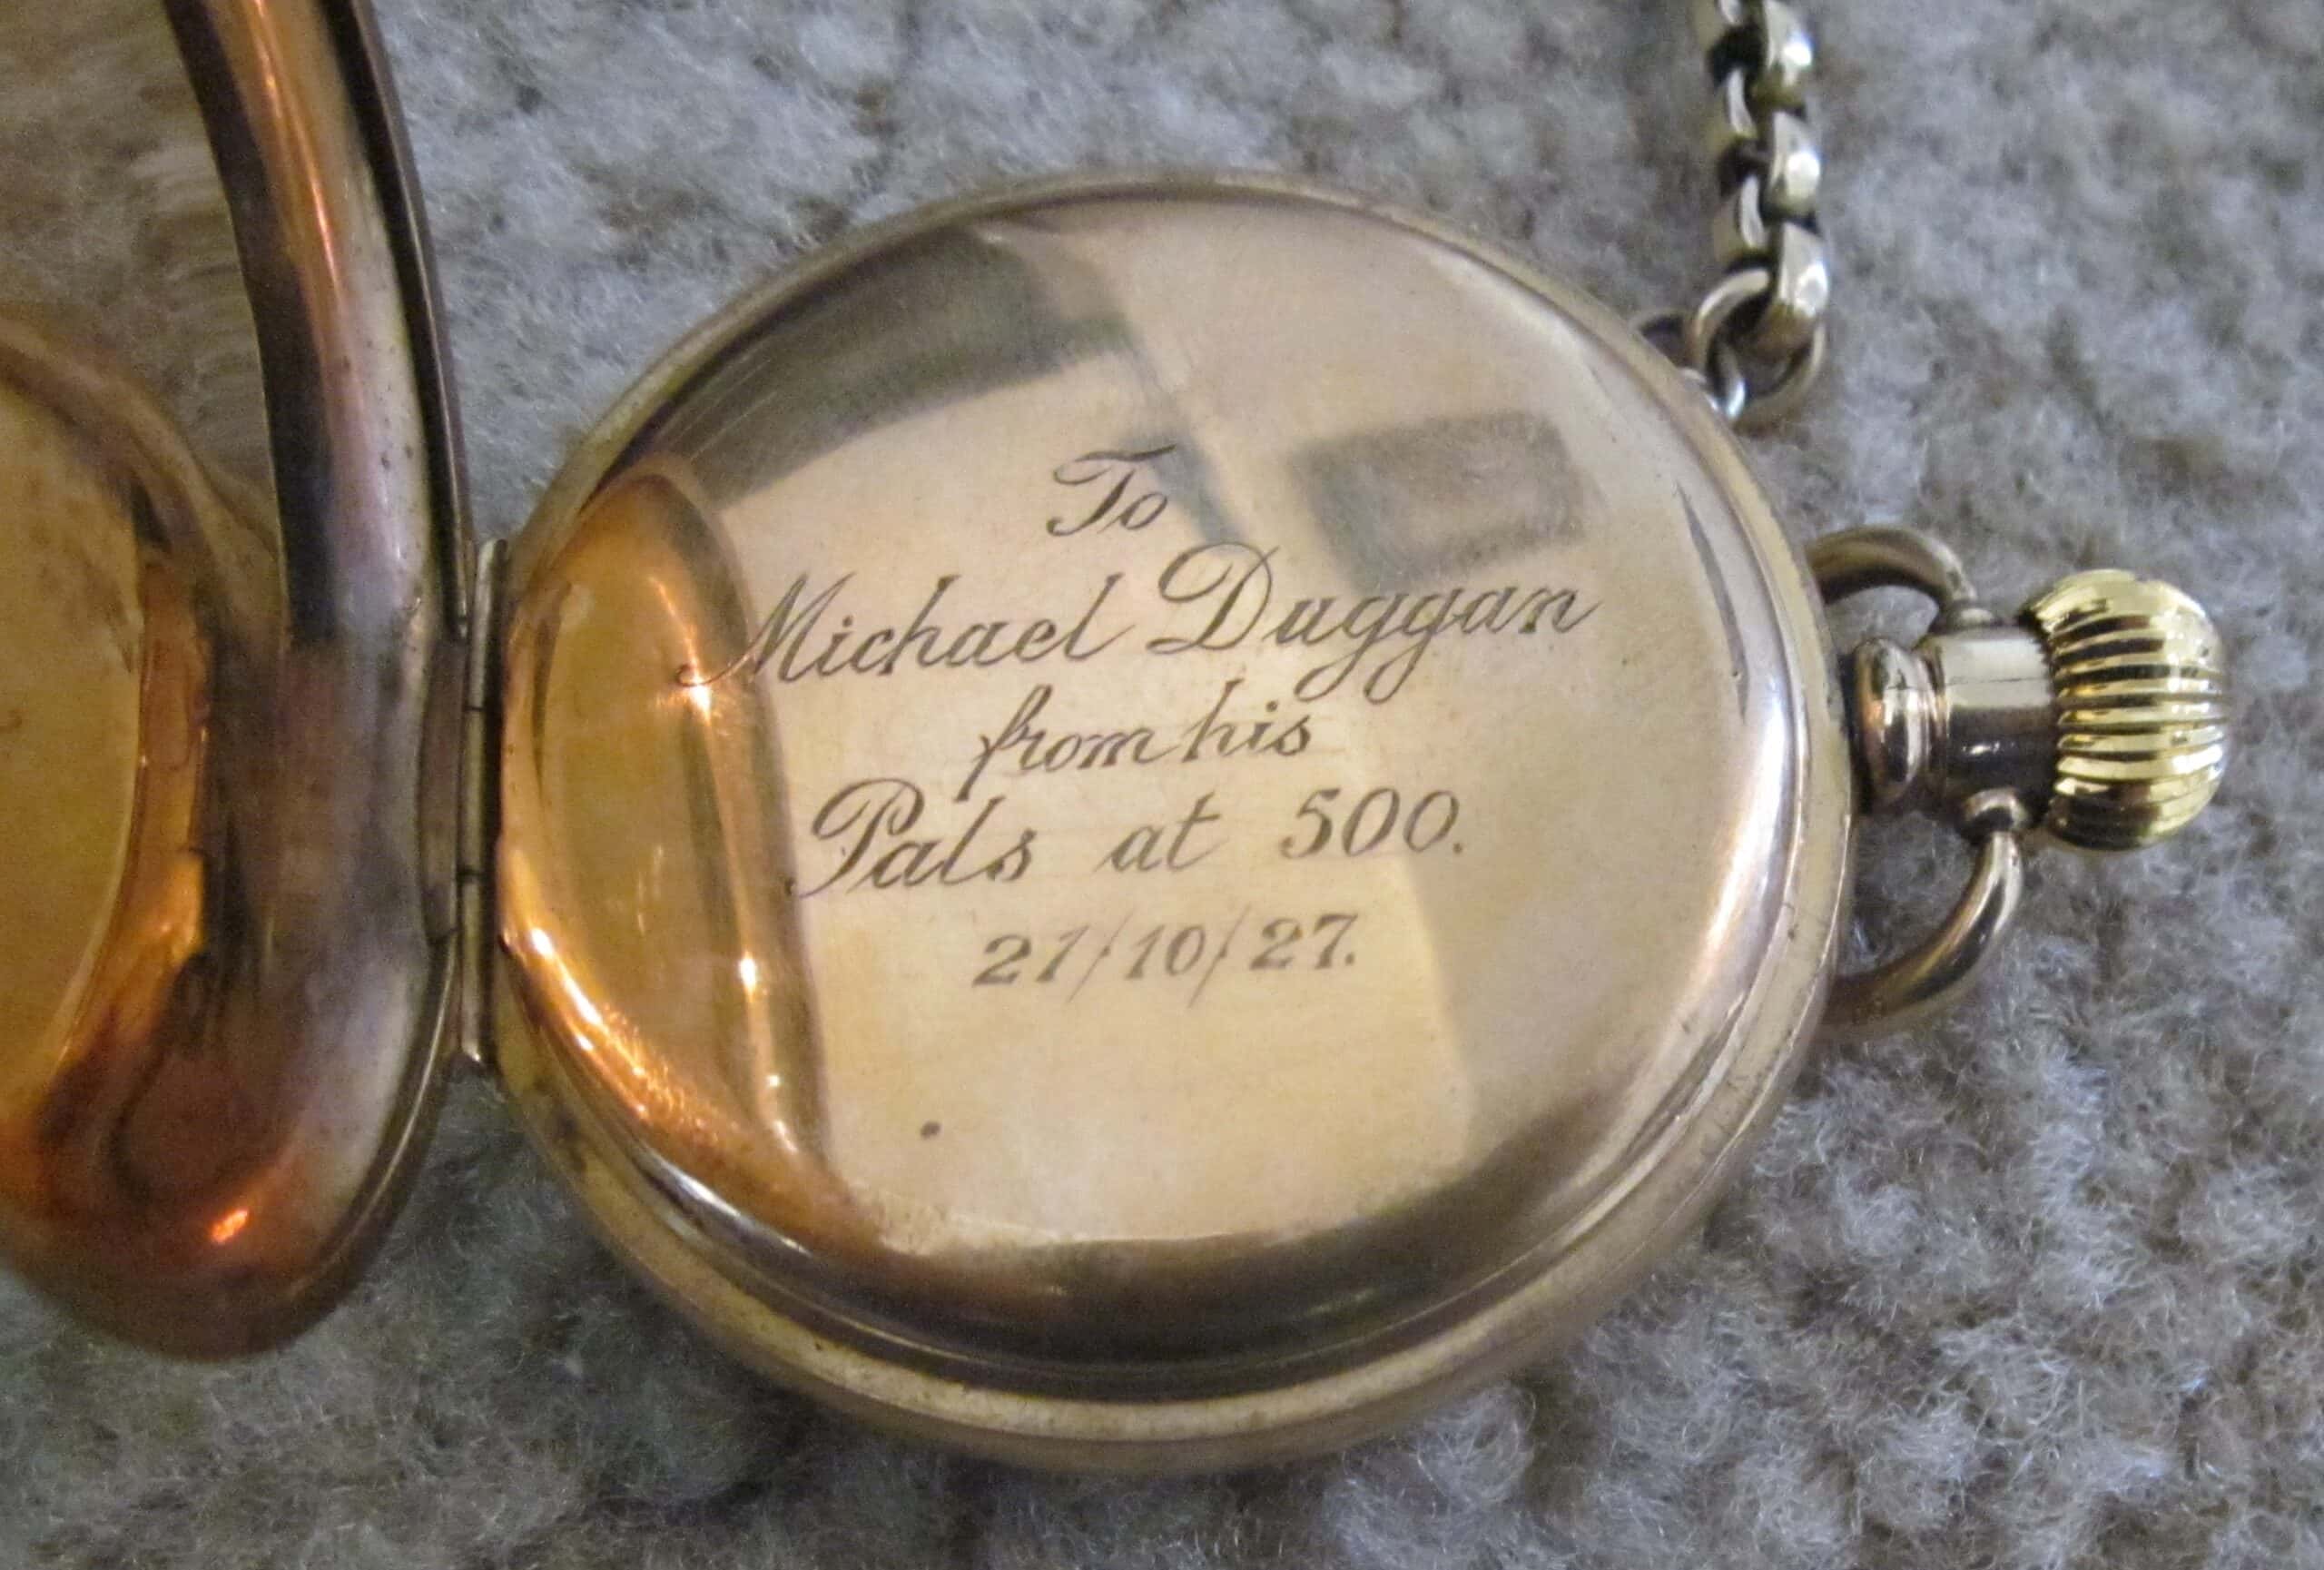 To
Michael Duggan
from his
Pals at 500.
21/10/27.